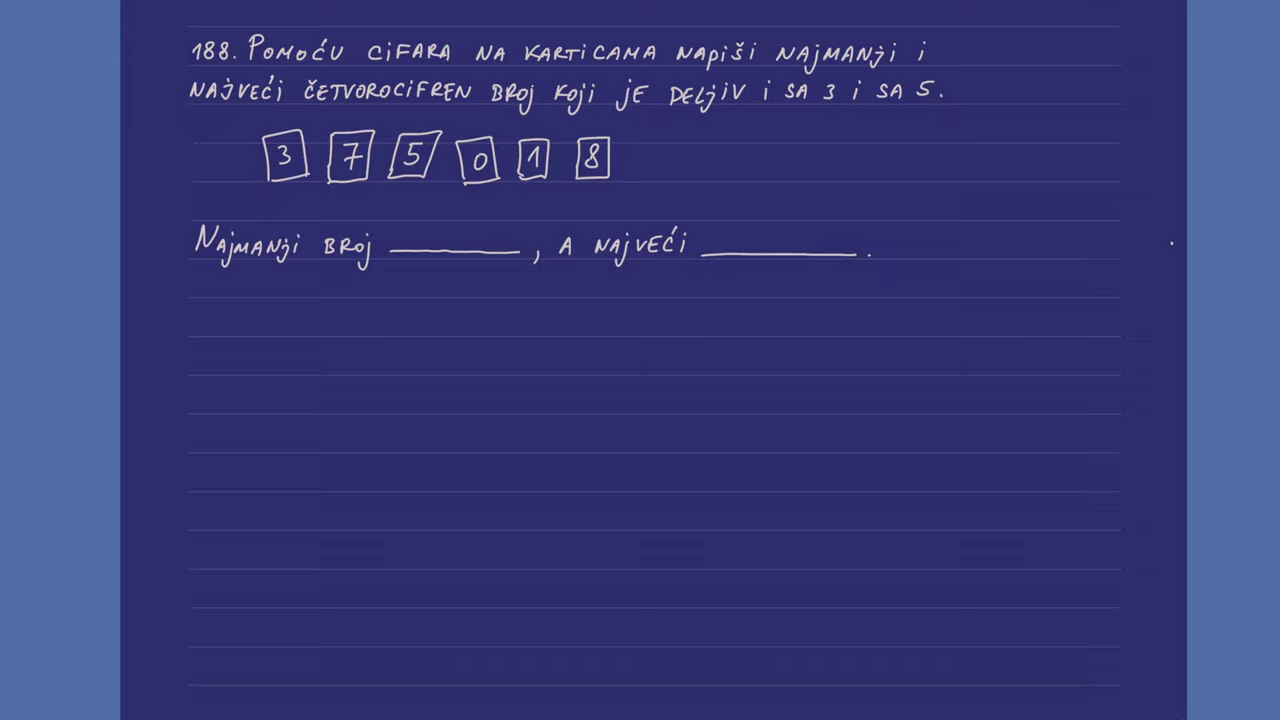 188. Pomoću cifara na karticama napiši najmanji i
najveći četvorocifren broj koji je deljiv i sa 3 i sa 5.
3 7 5 0 1 8
Najmanji broj ________, a najveći ________.